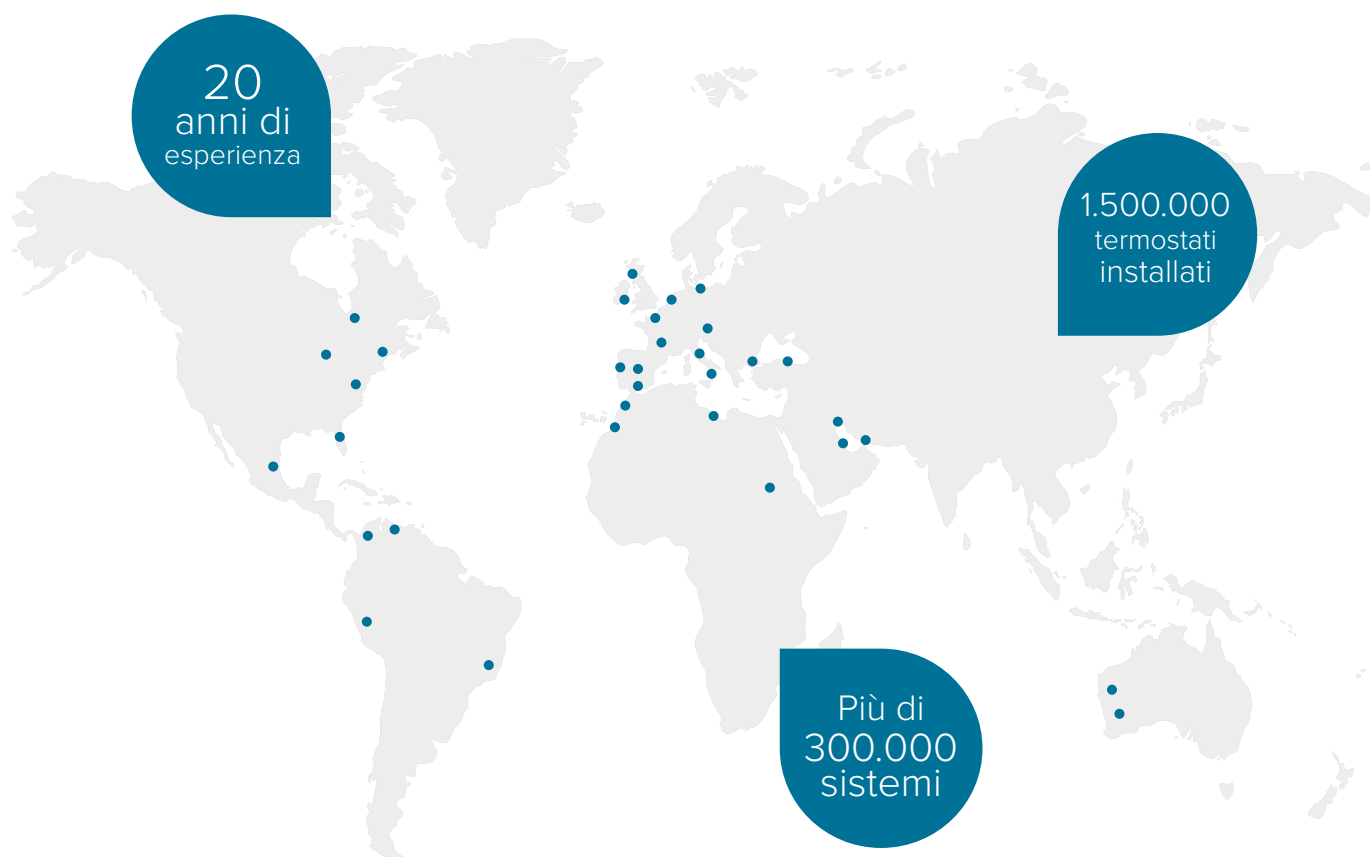 20
anni di
esperienza
1.500.000
termostati
installati
Più di
300.000
sistemi